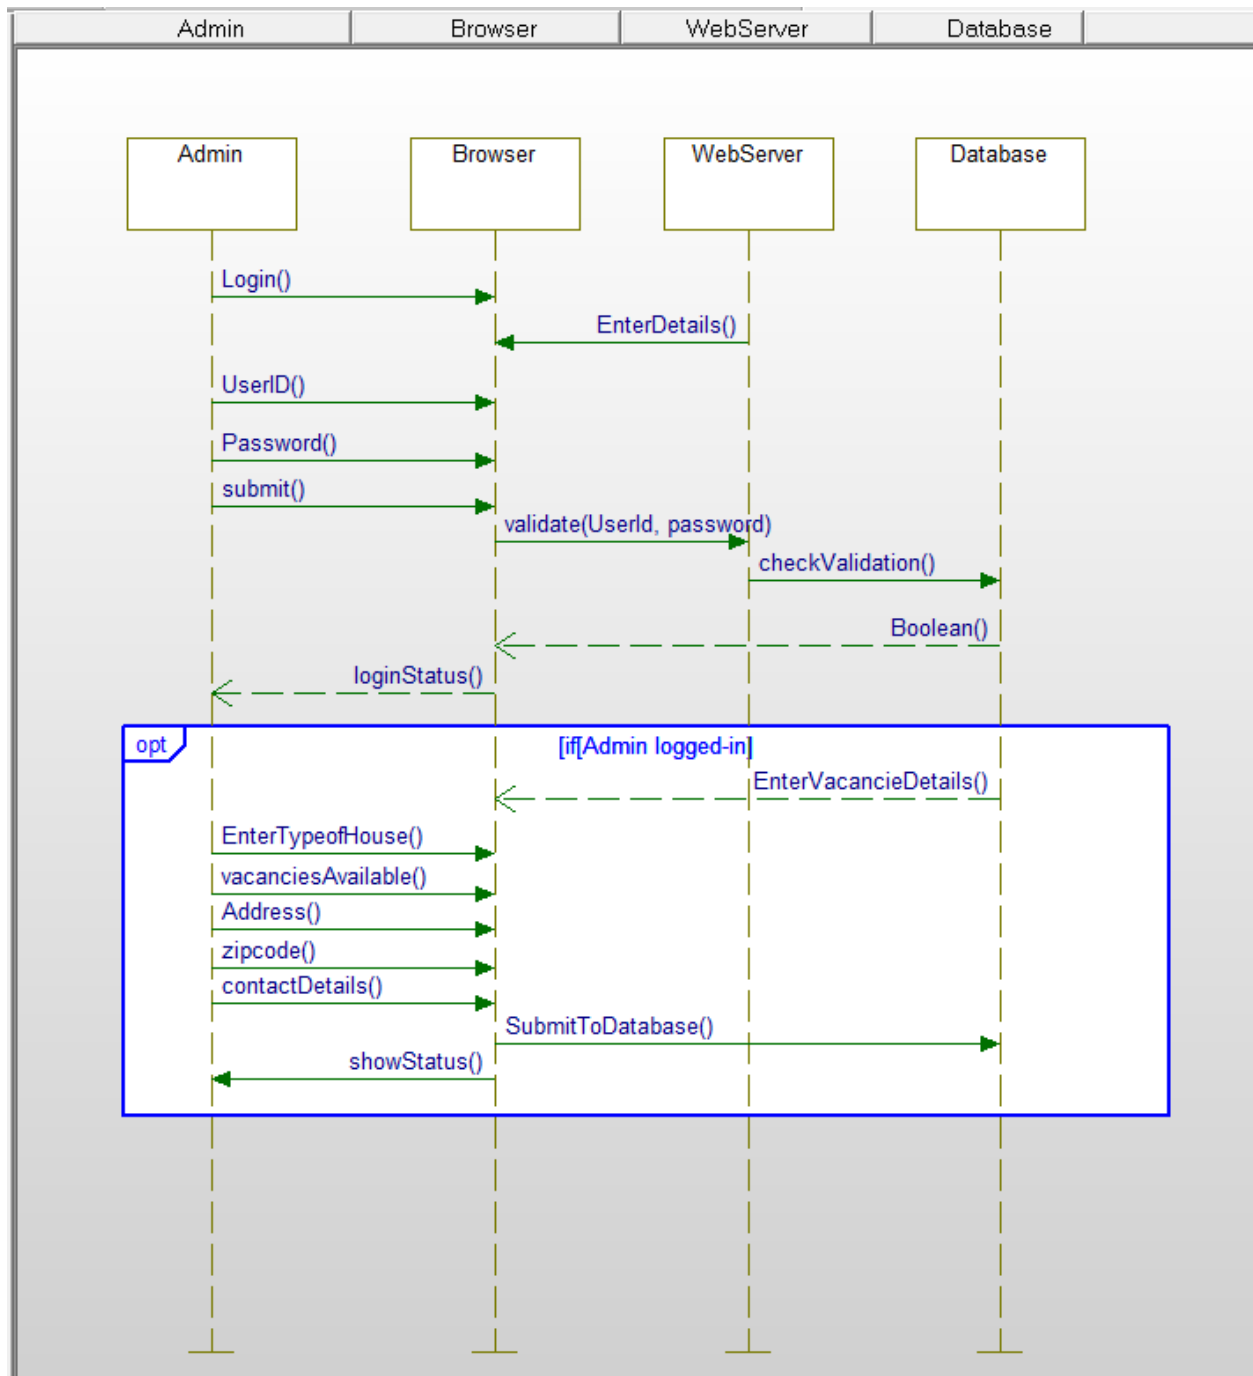 Admin Browser WebServer Database
Admin Browser WebServer Database
Login()
EnterDetails()
UserID()
Password()
submit()
validate(UserId, password)
checkValidation()
Boolean()
loginStatus()
opt [if[Admin logged-in]
EnterVacancieDetails()
EnterTypeofHouse()
vacanciesAvailable()
Address()
zipcode()
contactDetails()
SubmitToDatabase()
showStatus()